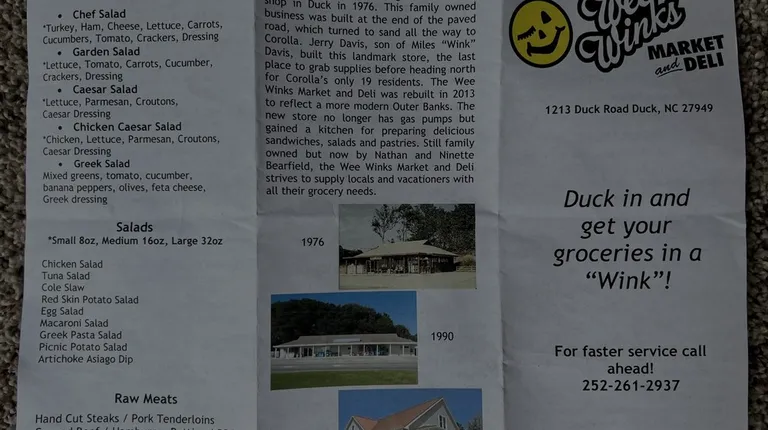 • Chef Salad
*Turkey, Ham, Cheese, Lettuce, Carrots,
Cucumbers, Tomato, Crackers, Dressing
• Garden Salad
*Lettuce, Tomato, Carrots, Cucumber,
Crackers, Dressing
• Caesar Salad
*Lettuce, Parmesan, Croutons,
Caesar Dressing
• Chicken Caesar Salad
*Chicken, Lettuce, Parmesan, Croutons,
Caesar Dressing
• Greek Salad
Mixed greens, tomato, cucumber,
banana peppers, olives, feta cheese,
Greek dressing
Salads
*Small 8oz, Medium 16oz, Large 32oz
Chicken Salad
Tuna Salad
Cole Slaw
Red Skin Potato Salad
Egg Salad
Macaroni Salad
Greek Pasta Salad
Picnic Potato Salad
Artichoke Asiago Dip
Raw Meats
Hand Cut Steaks / Pork Tenderloins
shop in Duck in 1976. This family owned
business was built at the end of the paved
road, which turned to sand all the way to
Corolla. Jerry Davis, son of Miles "Wink"
Davis, built this landmark store, the last
place to grab supplies before heading north
for Corolla's only 19 residents. The Wee
Winks Market and Deli was rebuilt in 2013
to reflect a more modern Outer Banks. The
new store no longer has gas pumps but
gained a kitchen for preparing delicious
sandwiches, salads and pastries. Still family
owned but now by Nathan and Ninette
Bearfield, the Wee Winks Market and Deli
strives to supply locals and vacationers with
all their grocery needs.
1976
1990
Wee
Winks
MARKET
and DELI
1213 Duck Road Duck, NC 27949
Duck in and
get your
groceries in a
"Wink"!
For faster service call
ahead!
252-261-2937